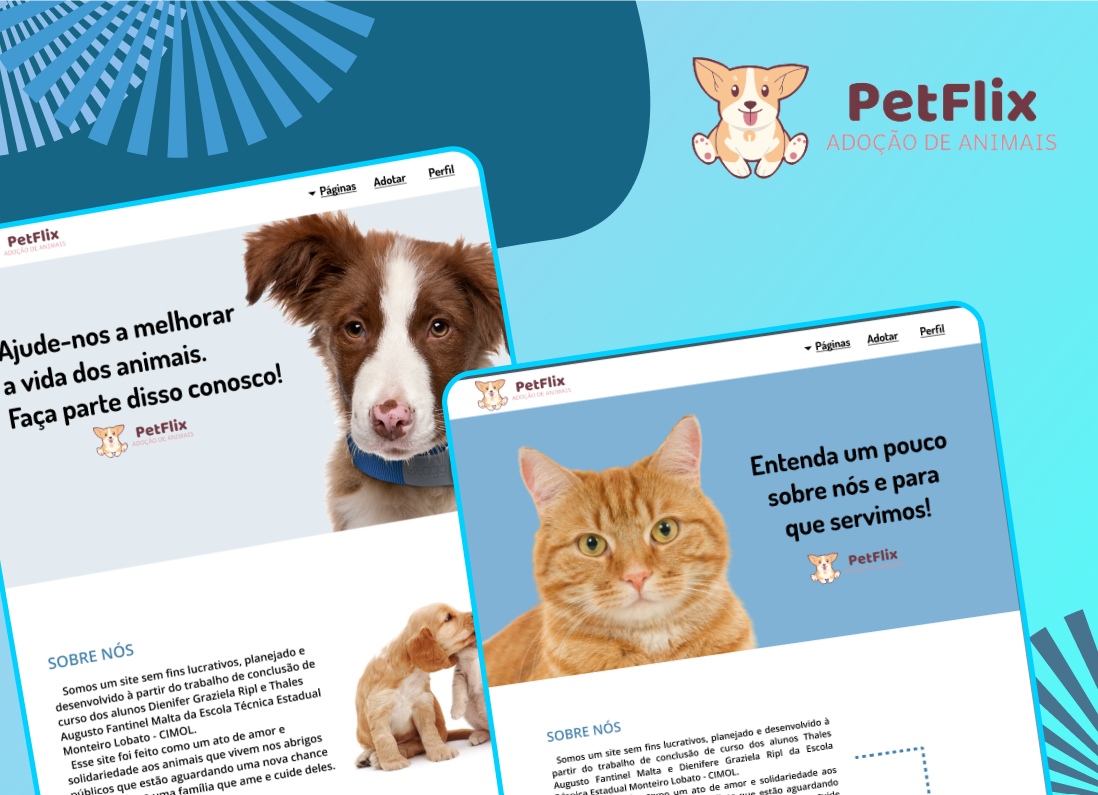 PetFlix
ADOÇÃO DE ANIMAIS
Páginas
Adotar
Perfil
PetFlix
ADOÇÃO DE ANIMAIS
Ajude-nos a melhorar
a vida dos animais.
Faça parte disso conosco!
PetFlix
ADOÇÃO DE ANIMAIS
SOBRE NÓS
Somos um site sem fins lucrativos, planejado e
desenvolvido à partir do trabalho de conclusão de
curso dos alunos Dienifer Graziela Ripl e Thales
Augusto Fantinel Malta da Escola Técnica Estadual
Monteiro Lobato - CIMOL.
Esse site foi feito como um ato de amor e
solidariedade aos animais que vivem nos abrigos
públicos que estão aguardando uma nova chance
uma família que ame e cuide deles.
Páginas
Adotar
Perfil
PetFlix
ADOÇÃO DE ANIMAIS
Entenda um pouco
sobre nós e para
que servimos!
PetFlix
SOBRE NÓS
Somos um site sem fins lucrativos, planejado e desenvolvido à
partir do trabalho de conclusão de curso dos alunos Thales
Augusto Fantinel Malta e Dienifer Graziela Ripl da Escola
Técnica Estadual Monteiro Lobato - CIMOL.
como um ato de amor e solidariedade aos
que estão aguardando